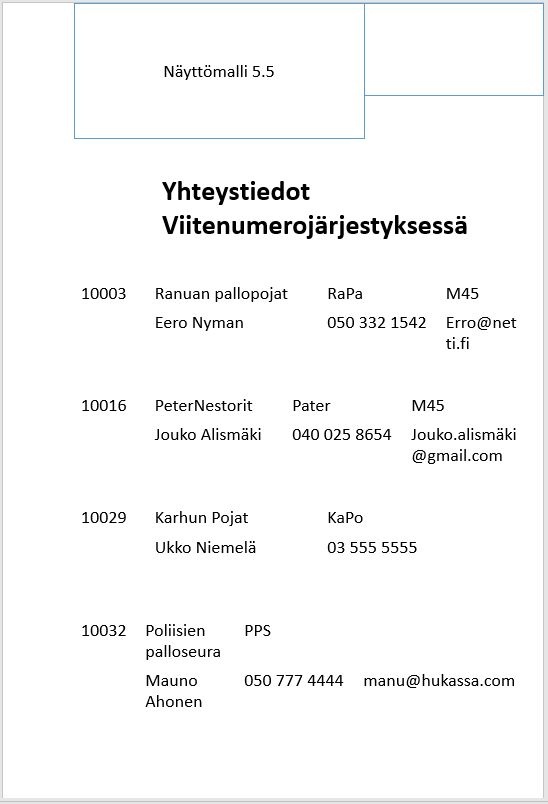 Näyttömalli 5.5
Yhteystiedot
Viitenumerojärjestyksessä
10003 Ranuan pallopojat RaPa M45
Eero Nyman 050 332 1542 Erro@net
ti.fi
10016 PeterNestorit Pater M45
Jouko Alismäki 040 025 8654 Jouko.alismäki
@gmail.com
10029 Karhun Pojat KaPo
Ukko Niemelä 03 555 5555
10032 Poliisien PPS
palloseura
Mauno 050 777 4444 manu@hukassa.com
Ahonen